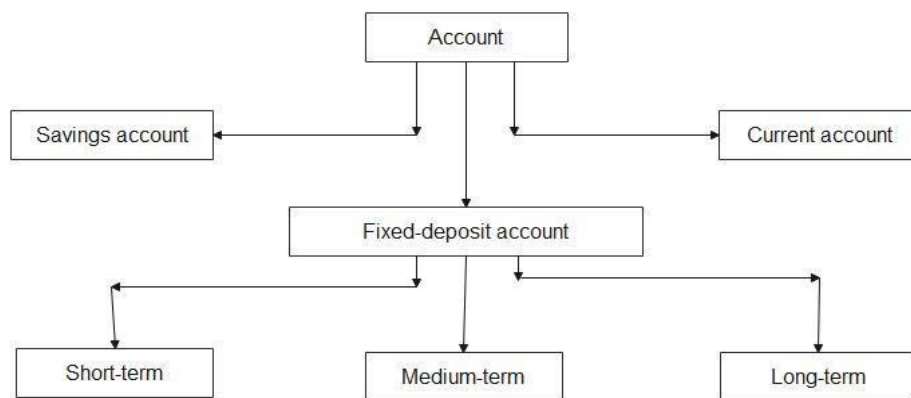 Account
Savings account
Current account
Fixed-deposit account
Short-term
Medium-term
Long-term